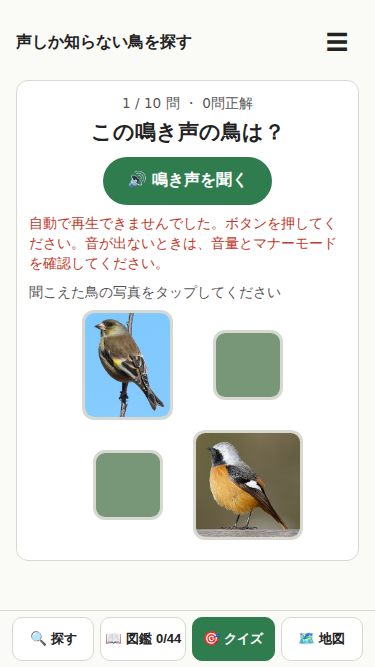 声しか知らない鳥を探す
1 / 10 問 ・ 0問正解
この鳴き声の鳥は？
🔊 鳴き声を聞く
自動で再生できませんでした。ボタンを押してく
ださい。音が出ないときは、音量とマナーモード
を確認してください。
聞こえた鳥の写真をタップしてください
🔍 探す
📖 図鑑 0/44
🎯 クイズ
🗺️ 地図